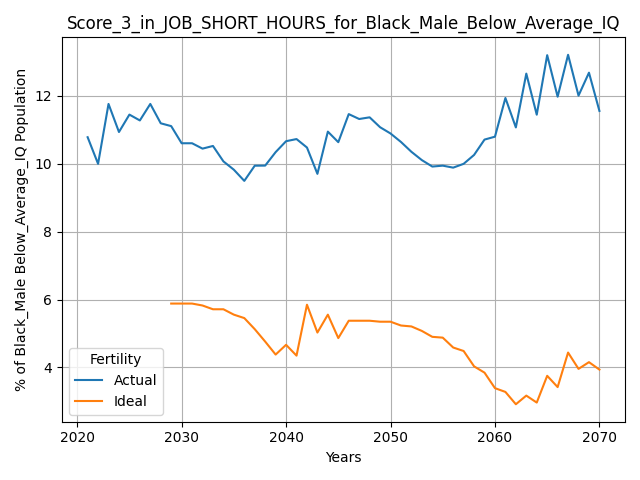 Score_3_in_JOB_SHORT_HOURS_for_Black_Male_Below_Average_IQ
% of Black_Male Below_Average_IQ Population
12
10
8
6
4
Fertility
Actual
Ideal
2020 2030 2040 2050 2060 2070
Years